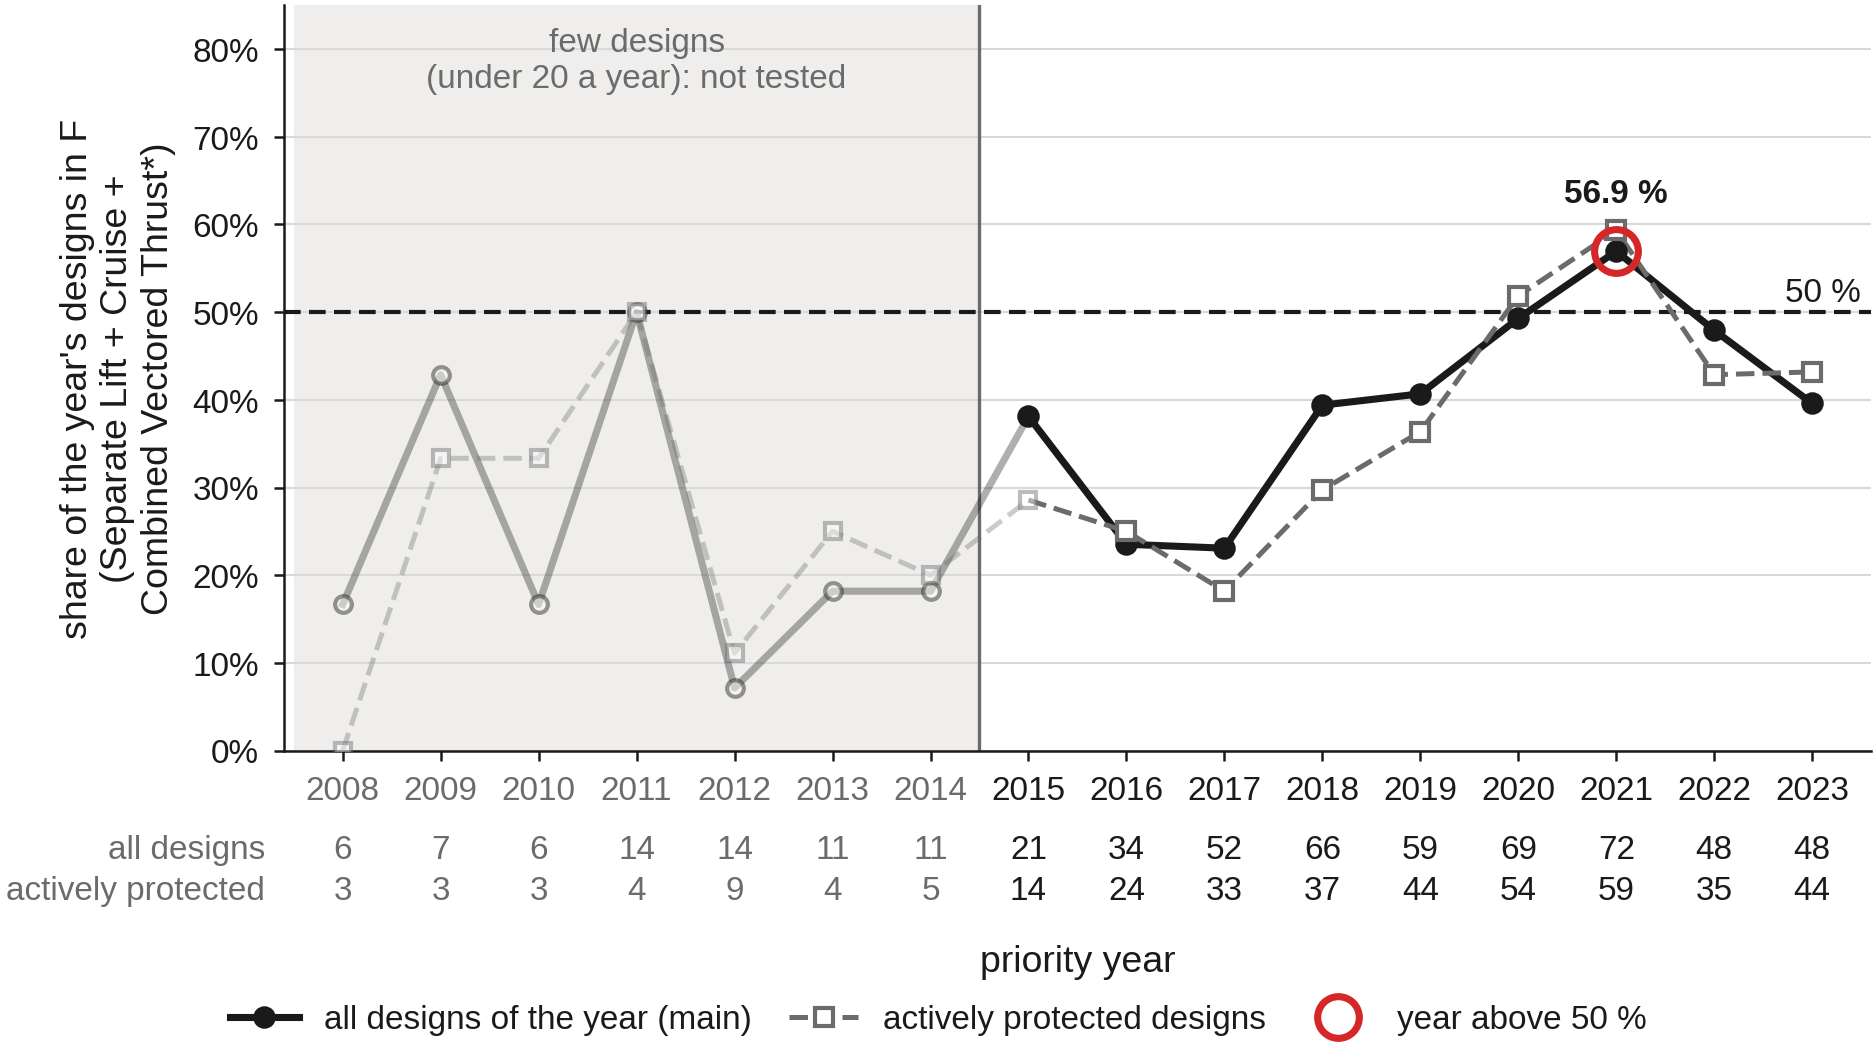 few designs
(under 20 a year): not tested
share of the year's designs in F
(Separate Lift + Cruise +
Combined Vectored Thrust*)
80%
70%
60%
50%
40%
30%
20%
10%
0%
56.9 %
50 %
2008 2009 2010 2011 2012 2013 2014 2015 2016 2017 2018 2019 2020 2021 2022 2023
all designs 6 7 6 14 14 11 11 21 34 52 66 59 69 72 48 48
actively protected 3 3 3 4 9 4 5 14 24 33 37 44 54 59 35 44
priority year
all designs of the year (main) actively protected designs year above 50 %